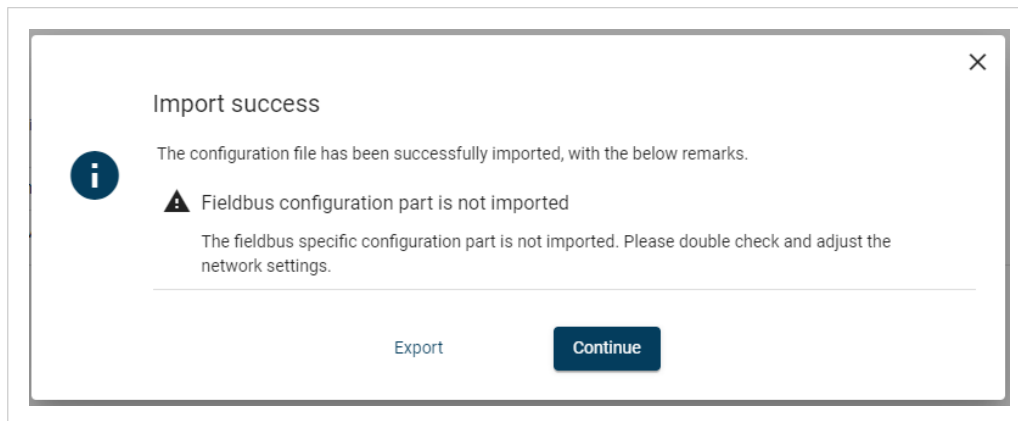 Import success
The configuration file has been successfully imported, with the below remarks.
Fieldbus configuration part is not imported
The fieldbus specific configuration part is not imported. Please double check and adjust the
network settings.
Export
Continue